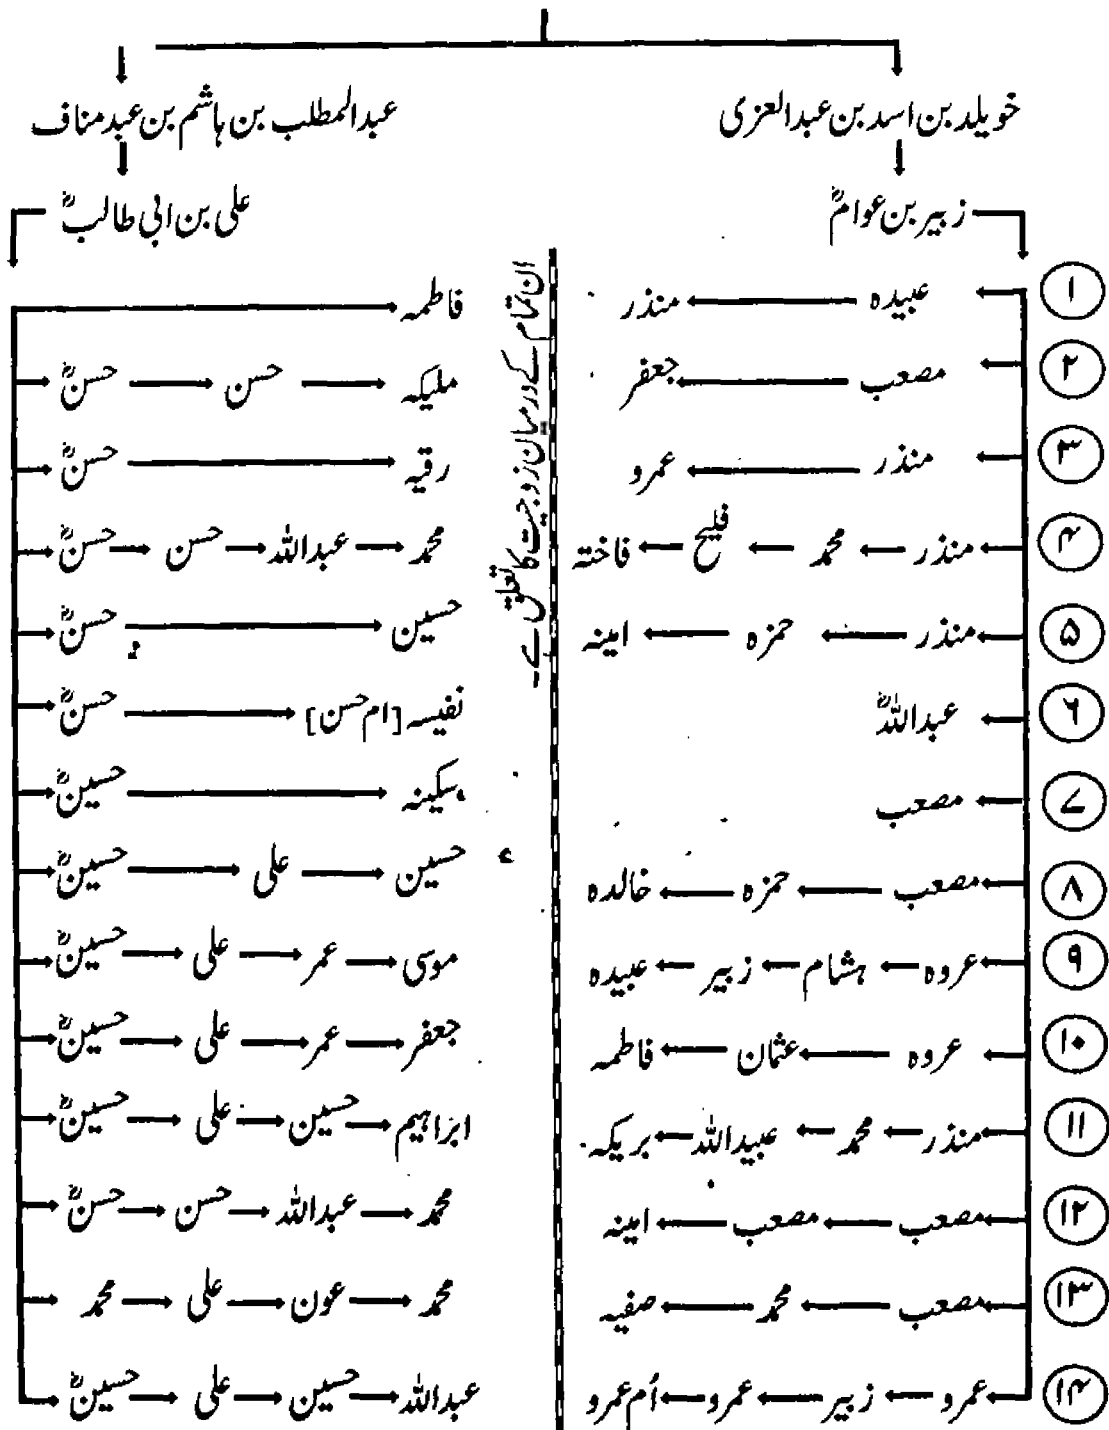 خویلد بن اسد بن عبدالعزی عبدالمطلب بن ہاشم بن عبدمناف
زبیر بن عوامؓ علی بن ابی طالبؓ
ان تمام کے درمیان زوجیت کا تعلق ہے۔
۱ عبیدہ منذر فاطمہ
۲ مصعب جعفر ملیکہ حسن حسنؓ
۳ منذر عمرو رقیہ حسنؓ
۴ منذر محمد فلیح فاختہ محمد عبداللہ حسن حسنؓ
۵ منذر حمزہ امینہ حسین حسنؓ
۶ عبداللہؓ نفیسہ [ام حسن] حسنؓ
۷ مصعب سکینہ حسینؓ
۸ مصعب حمزہ خالدہ حسین علی حسینؓ
۹ عروہ ہشام زبیر عبیدہ موسی عمر علی حسینؓ
۱۰ عروہ عثمان فاطمہ جعفر عمر علی حسینؓ
۱۱ منذر محمد عبیداللہ بریکہ ابراہیم حسین علی حسینؓ
۱۲ مصعب مصعب امینہ محمد عبداللہ حسن حسنؓ
۱۳ مصعب محمد صفیہ محمد عون علی محمد
۱۴ عمرو زبیر عمرو اُم عمرو عبداللہ حسین علی حسینؓ